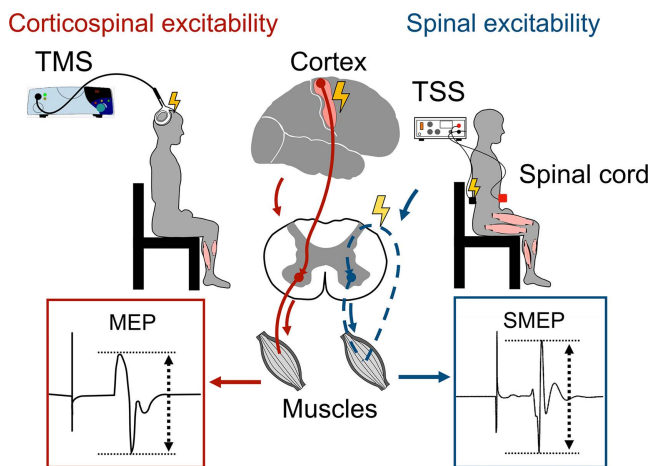 Corticospinal excitability
Spinal excitability
TMS
Cortex
TSS
Spinal cord
MEP
SMEP
Muscles